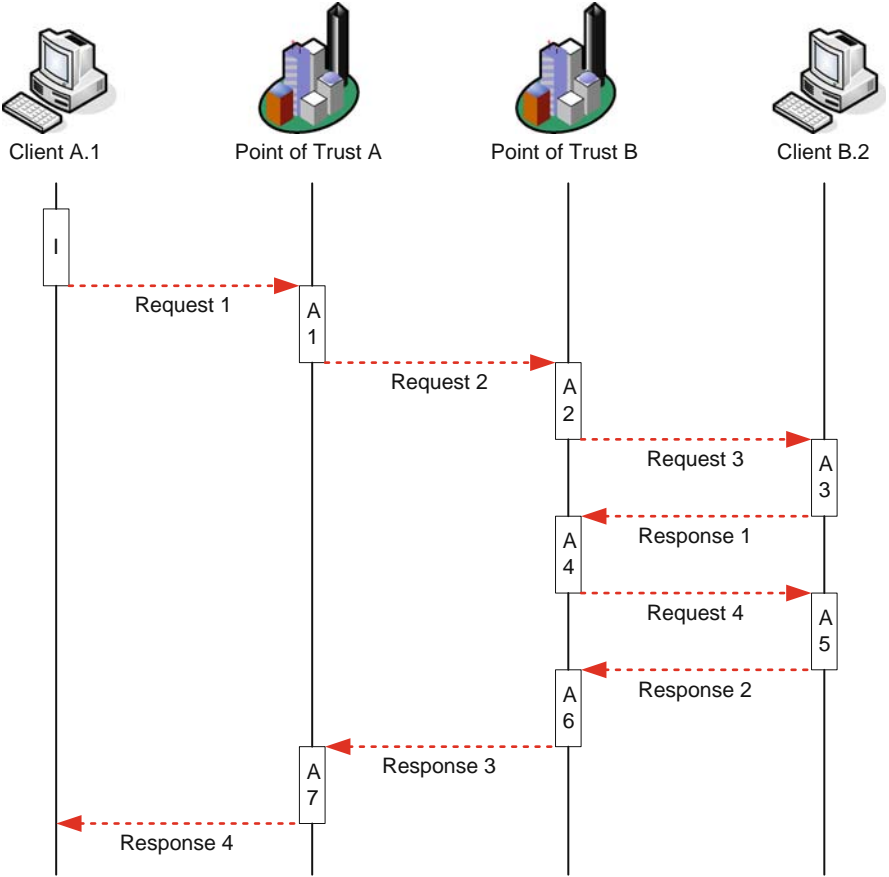 Client A.1
Point of Trust A
Point of Trust B
Client B.2
I
Request 1
A
1
Request 2
A
2
Request 3
A
3
Response 1
A
4
Request 4
A
5
Response 2
A
6
Response 3
A
7
Response 4